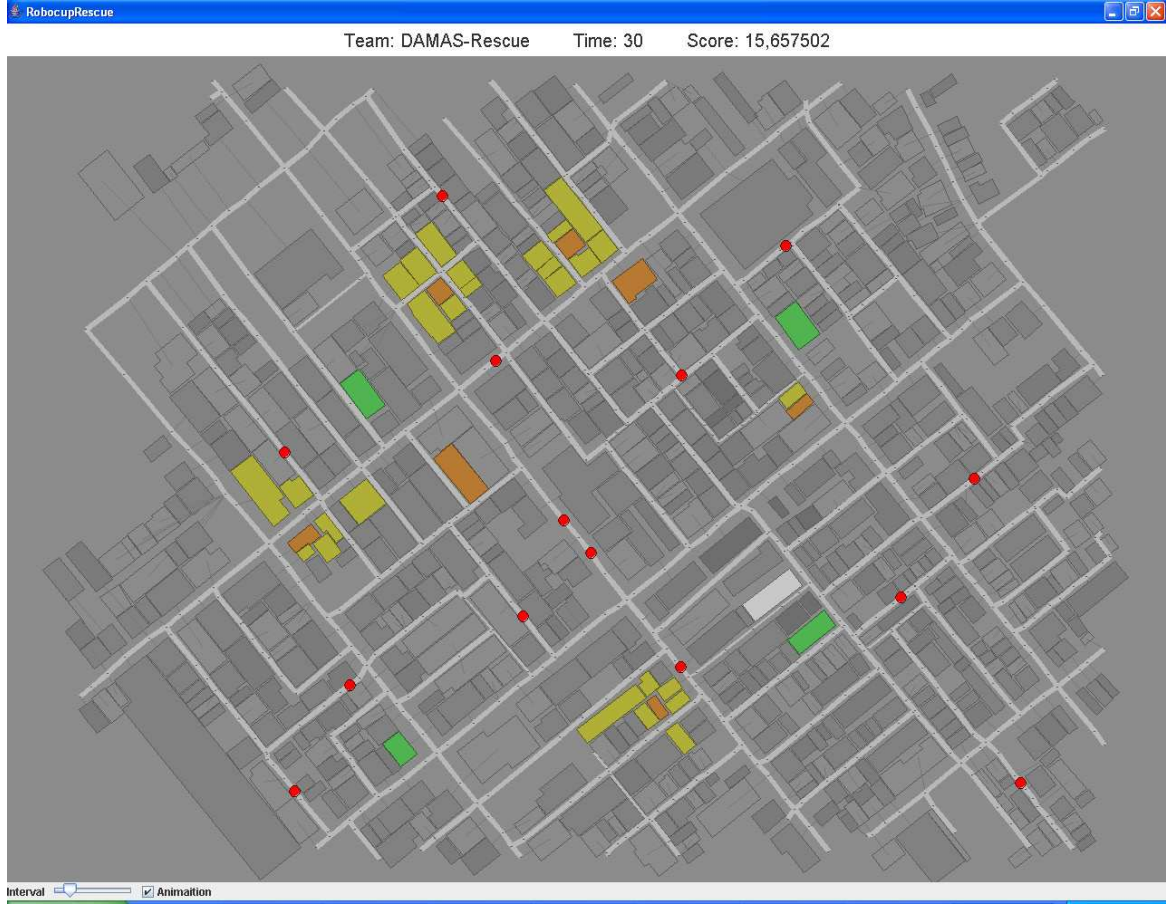 RobocupRescue
Team: DAMAS-Rescue Time: 30 Score: 15,657502
Interval Animaition